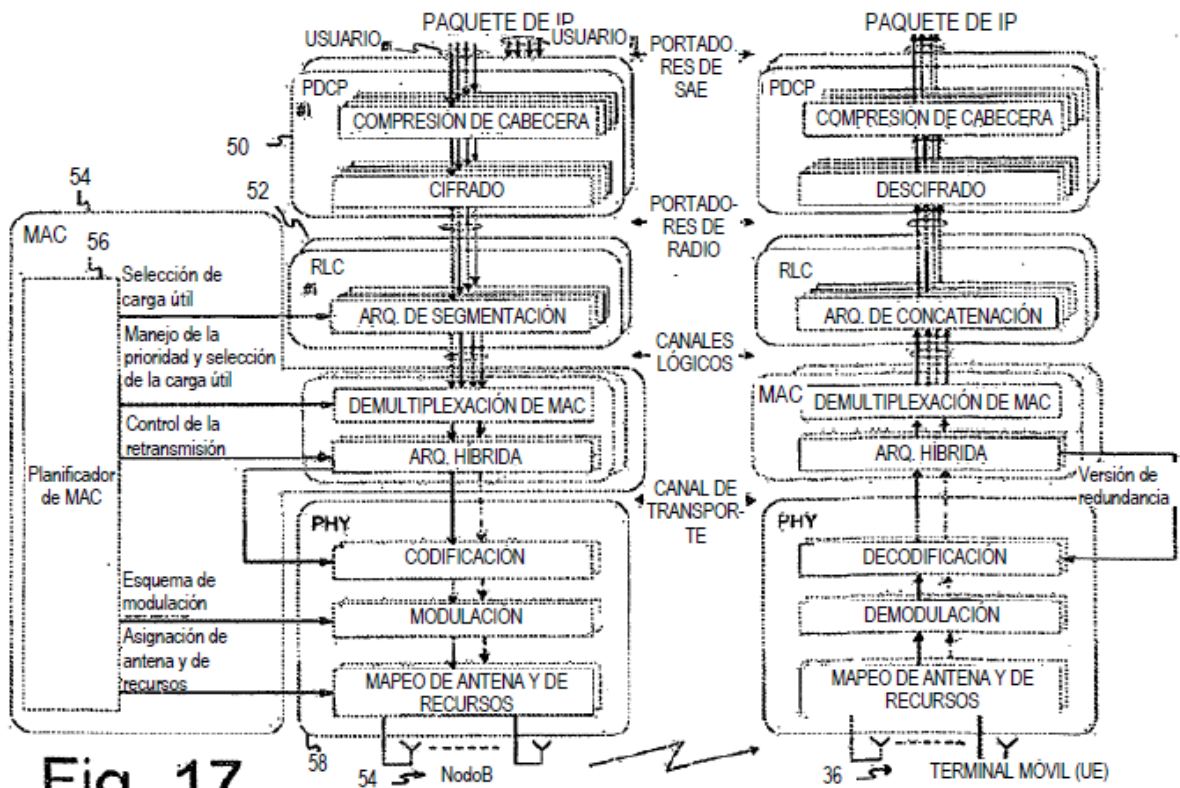 PAQUETE DE IP
PAQUETE DE IP
USUARIO #i
USUARIO #j
PORTADO.
RES DE
SAE
PDCP
#i
COMPRESIÓN DE CABECERA
PDCP
COMPRESIÓN DE CABECERA
50
CIFRADO
DESCIFRADO
54
52
PORTADO-
RES DE
RADIO
MAC
56
RLC
#i
RLC
Selección de
carga útil
ARQ. DE SEGMENTACIÓN
ARQ. DE CONCATENACIÓN
Manejo de la
prioridad y selección
de la carga útil
CANALES
LÓGICOS
DEMULTIPLEXACIÓN DE MAC
MAC
DEMULTIPLEXACIÓN DE MAC
Control de la
retransmisión
ARQ. HÍBRIDA
ARQ. HÍBRIDA
Planificador
de MAC
Versión de
redundancia
CANAL DE
TRANSPOR-
TE
PHY
PHY
CODIFICACIÓN
DECODIFICACIÓN
Esquema de
modulación
MODULACIÓN
DEMODULACIÓN
Asignación de
antena y de
recursos
MAPEO DE ANTENA Y DE
RECURSOS
MAPEO DE ANTENA Y DE
RECURSOS
58
54
NodoB
36
TERMINAL MÓVIL (UE)
Fig. 17